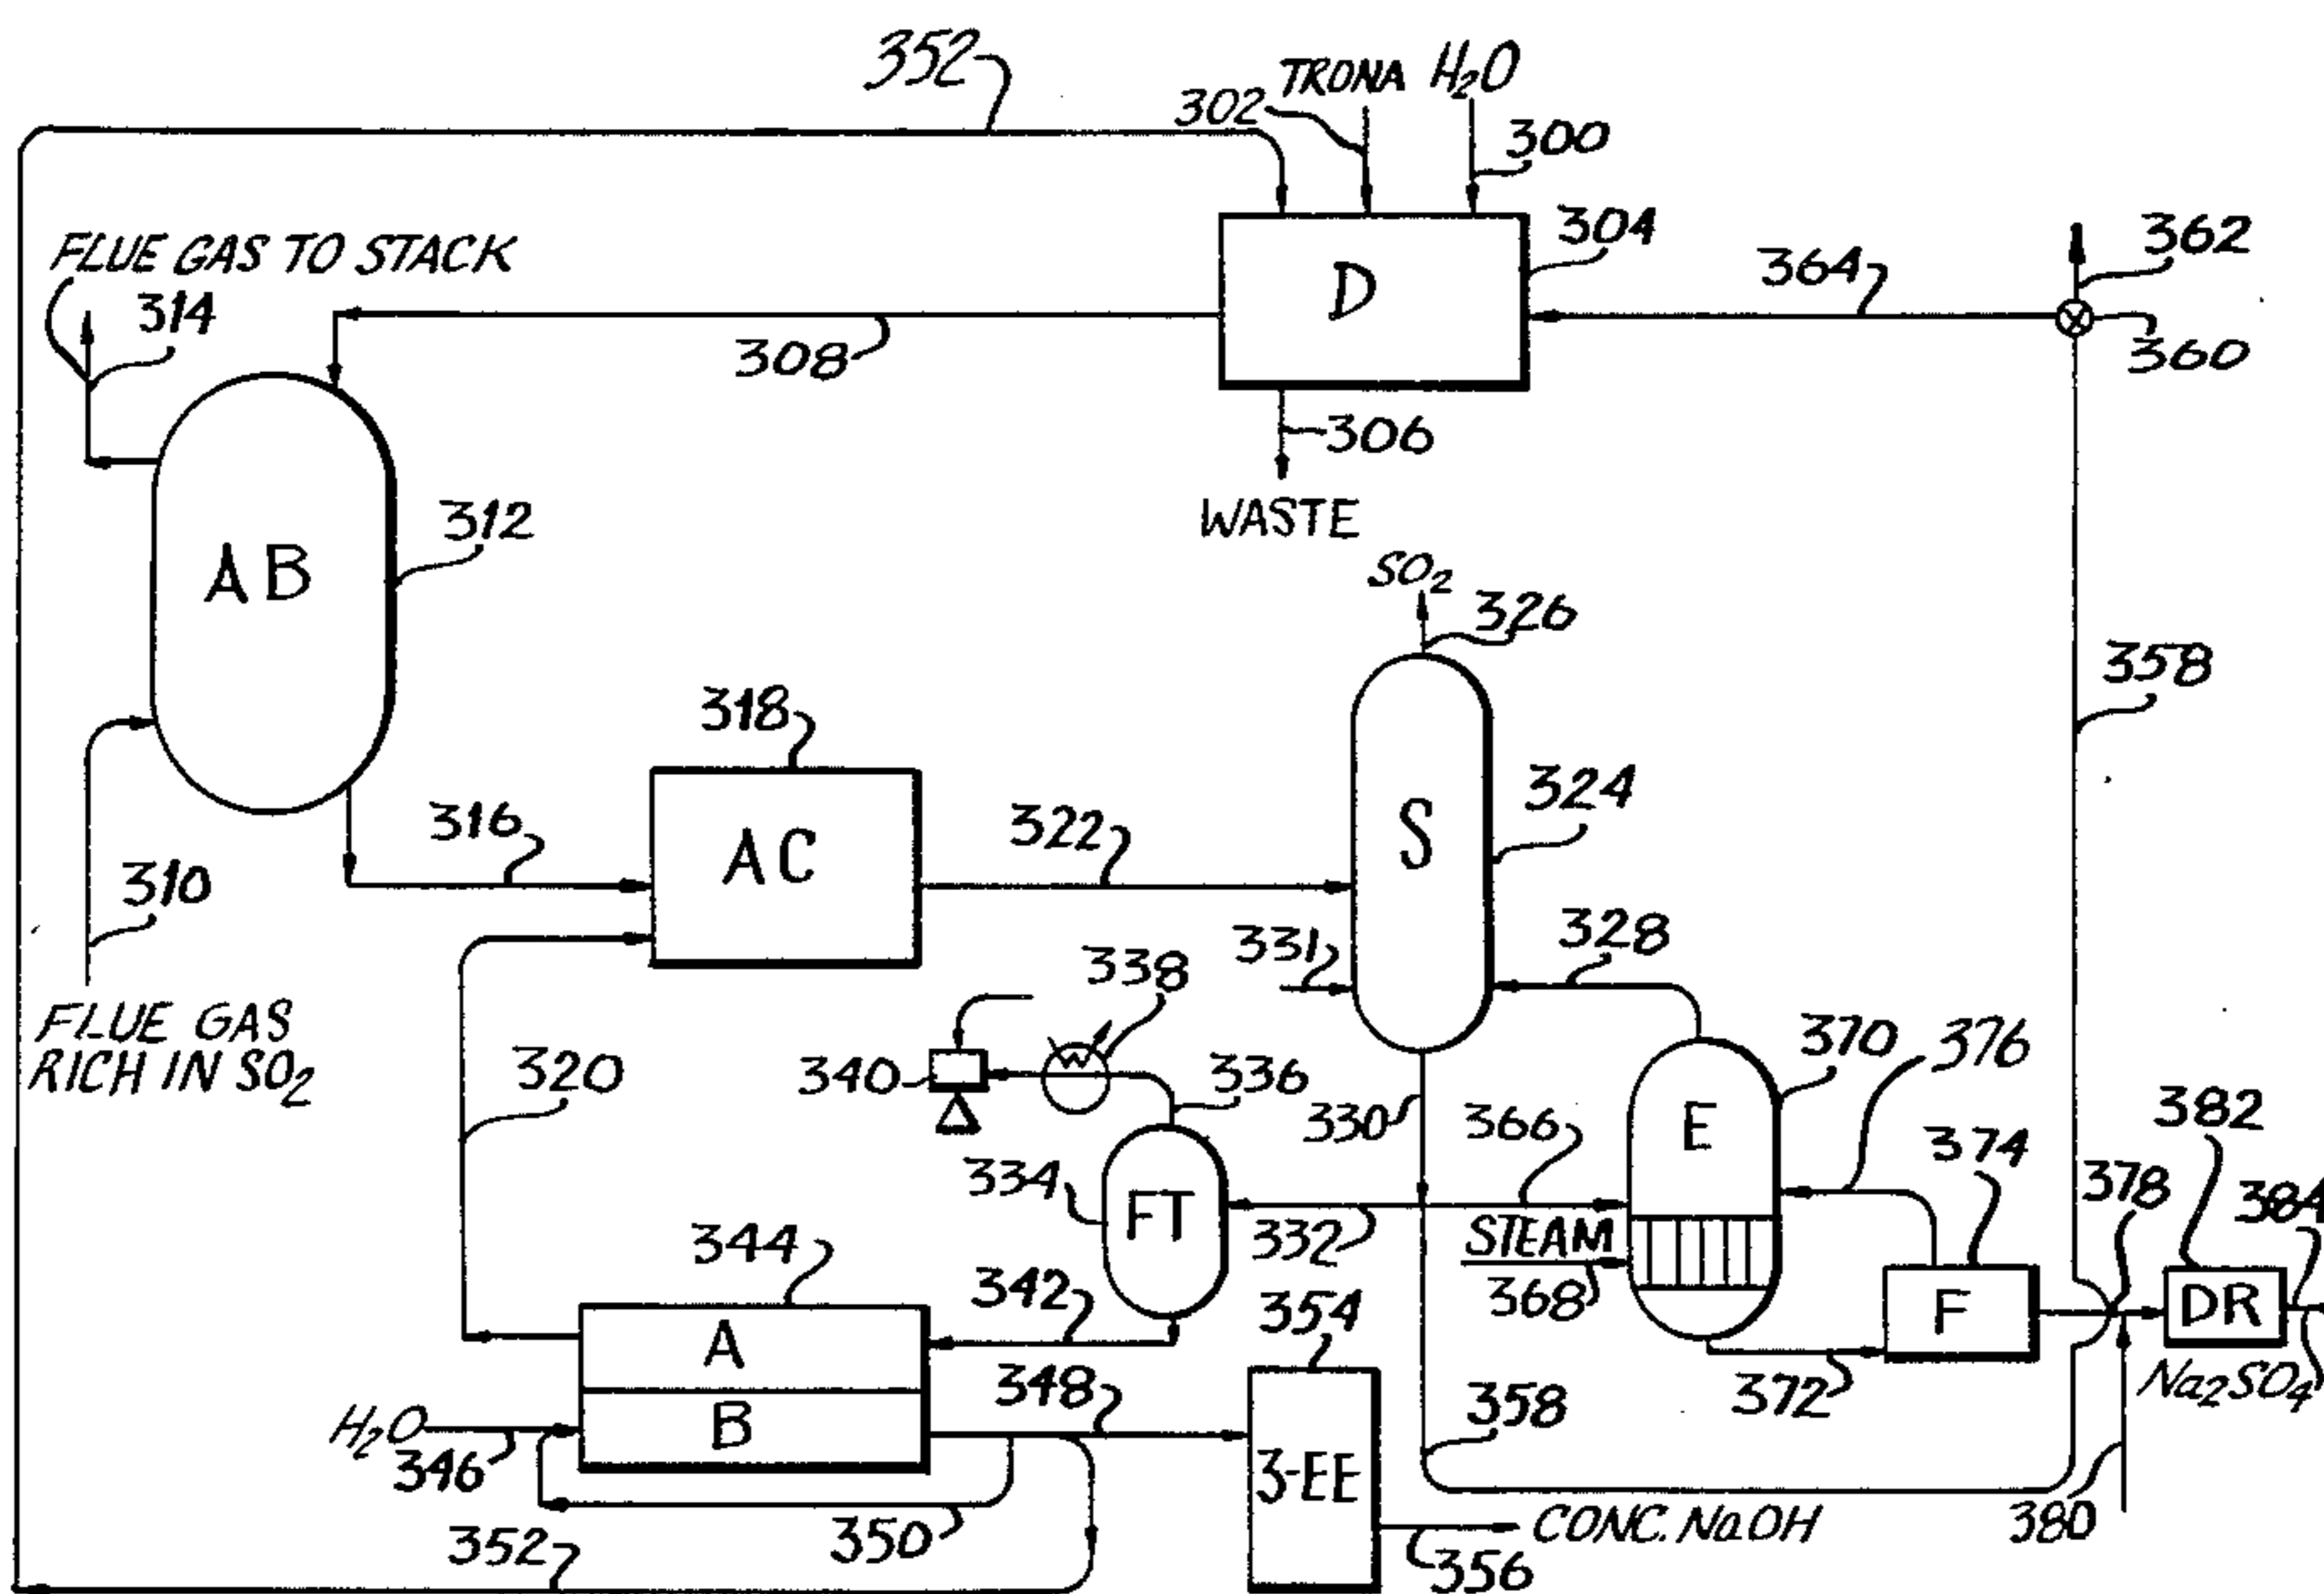 352
302
TRONA
H₂O
300
304
D
364
362
360
FLUE GAS TO STACK
314
308
306
WASTE
312
AB
SO₂
326
358
318
324
S
316
AC
322
310
331
328
338
FLUE GAS
RICH IN SO₂
320
340
336
330
366
370
376
E
374
382
378
384
334
FT
332
STEAM
368
F
DR
344
342
354
A
B
348
372
Na₂SO₄
H₂O
346
358
3-EE
350
352
CONC. NaOH
356
380